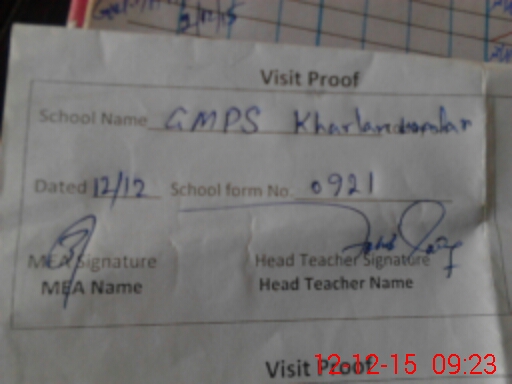 Visit Proof
School Name GMPS
Dated 12/12 School form No. 0921
MEA Signature Head Teacher Signature
MEA Name Head Teacher Name
Visit Proof
12-12-15 09:23